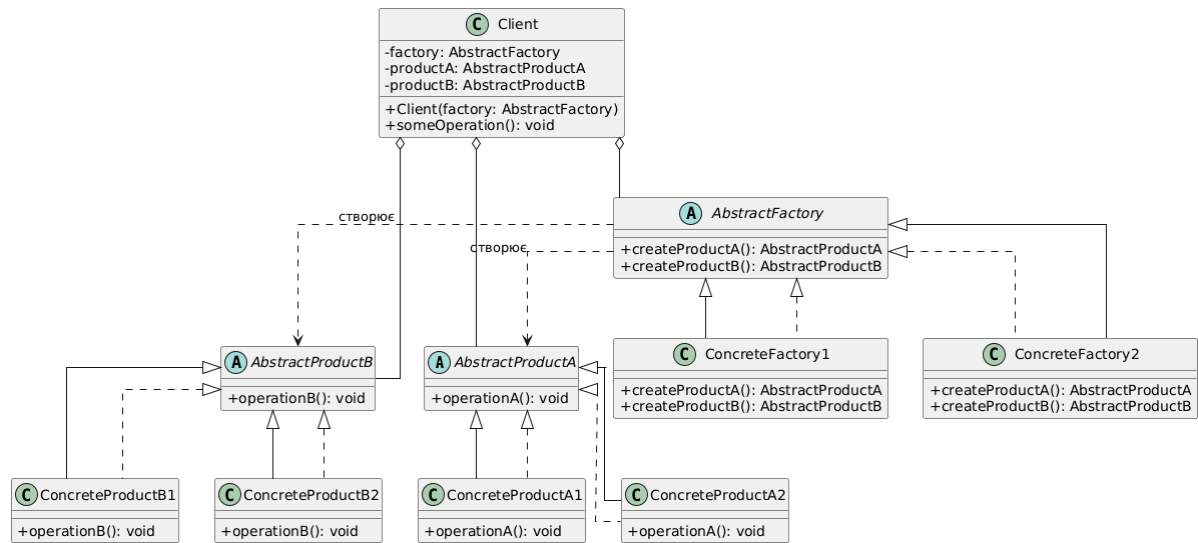 C Client
-factory: AbstractFactory
-productA: AbstractProductA
-productB: AbstractProductB
+Client(factory: AbstractFactory)
+someOperation(): void
A AbstractFactory
+createProductA(): AbstractProductA
+createProductB(): AbstractProductB
створює
створює
A AbstractProductB
+operationB(): void
A AbstractProductA
+operationA(): void
C ConcreteFactory1
+createProductA(): AbstractProductA
+createProductB(): AbstractProductB
C ConcreteFactory2
+createProductA(): AbstractProductA
+createProductB(): AbstractProductB
C ConcreteProductB1
+operationB(): void
C ConcreteProductB2
+operationB(): void
C ConcreteProductA1
+operationA(): void
C ConcreteProductA2
+operationA(): void